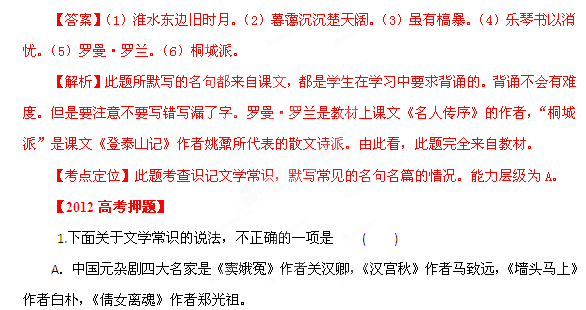 【答案】（1）淮水东边旧时月。（2）暮霭沉沉楚天阔。（3）虽有槁暴。（4）乐琴书以消
忧。（5）罗曼·罗兰。（6）桐城派。
【解析】此题所默写的名句都来自课文，都是学生在学习中要求背诵的。背诵不会有难
度。但是要注意不要写错写漏了字。罗曼·罗兰是教材上课文《名人传序》的作者，“桐城
派”是课文《登泰山记》作者姚鼐所代表的散文诗派。由此看，此题完全来自教材。
【考点定位】此题考查识记文学常识，默写常见的名句名篇的情况。能力层级为 A。
【2012 高考押题】
1.下面关于文学常识的说法，不正确的一项是 （ ）
A．中国元杂剧四大名家是《窦娥冤》作者关汉卿，《汉宫秋》作者马致远，《墙头马上》
作者白朴，《倩女离魂》作者郑光祖。